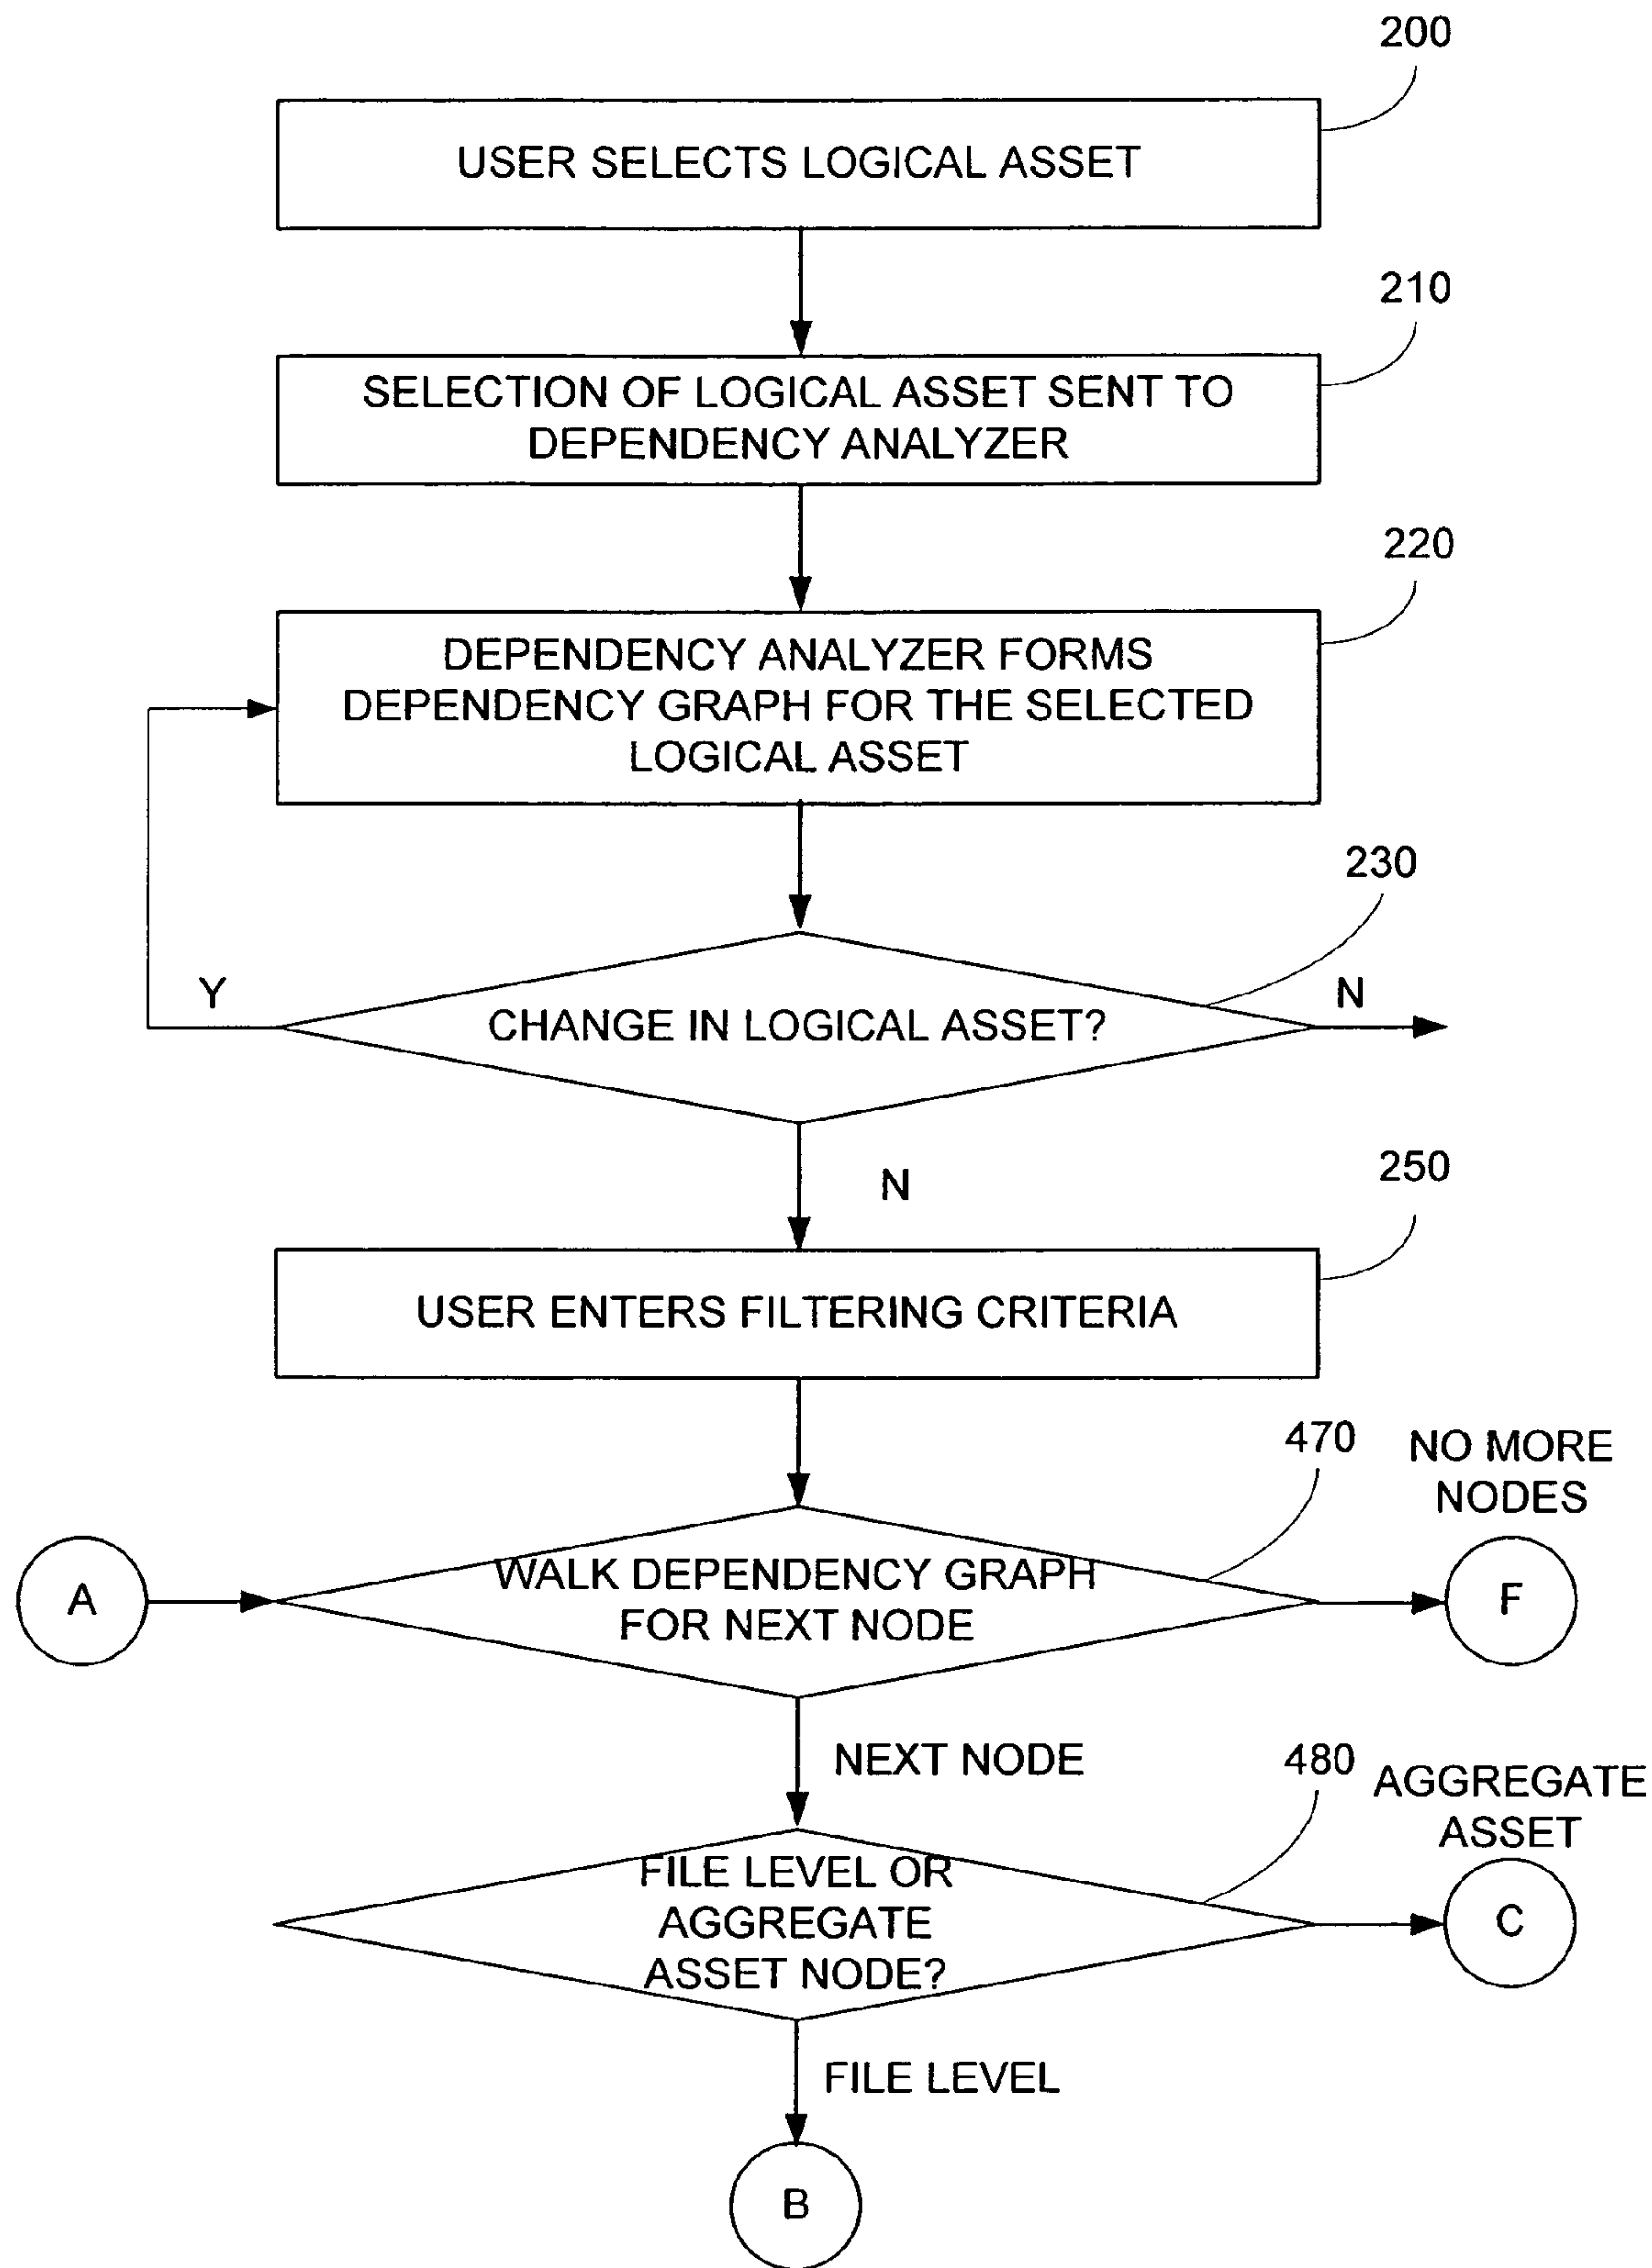 200
USER SELECTS LOGICAL ASSET
210
SELECTION OF LOGICAL ASSET SENT TO
DEPENDENCY ANALYZER
220
DEPENDENCY ANALYZER FORMS
DEPENDENCY GRAPH FOR THE SELECTED
LOGICAL ASSET
230
Y
N
CHANGE IN LOGICAL ASSET?
N
250
USER ENTERS FILTERING CRITERIA
470
NO MORE
NODES
A
WALK DEPENDENCY GRAPH
FOR NEXT NODE
F
NEXT NODE
480
AGGREGATE
ASSET
FILE LEVEL OR
AGGREGATE
ASSET NODE?
C
FILE LEVEL
B